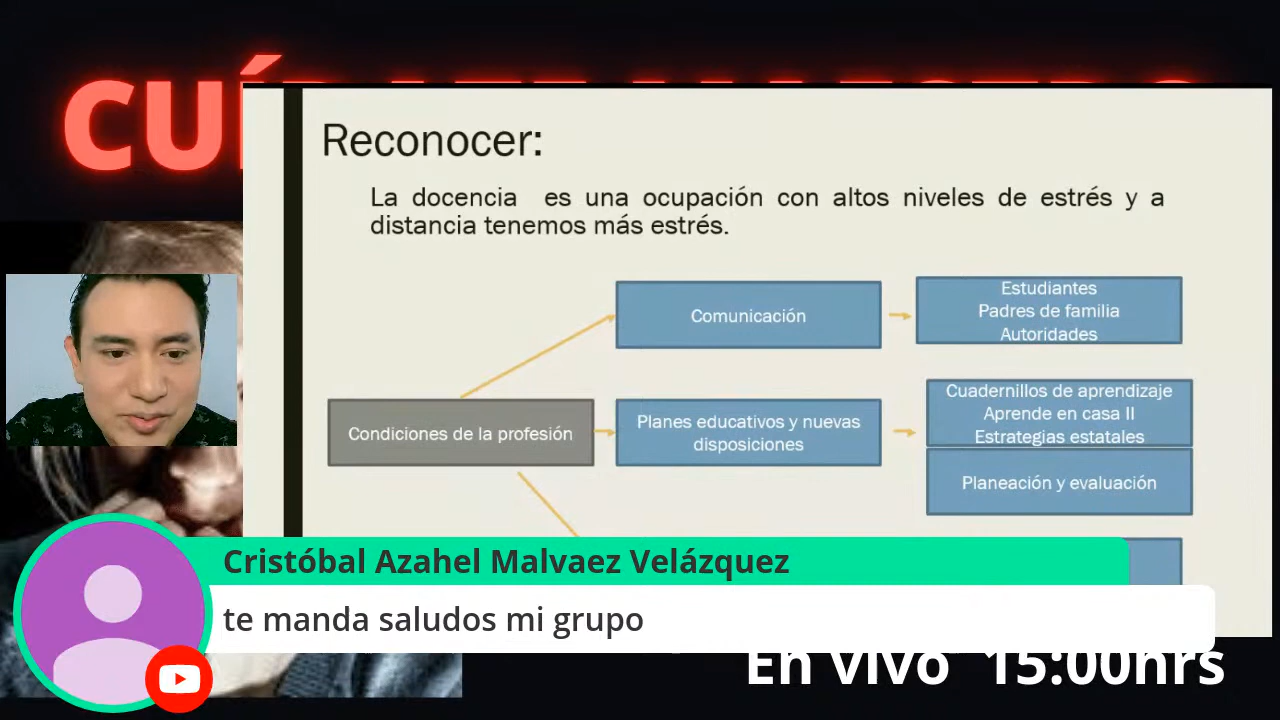 CUÍ
Reconocer:
La docencia es una ocupación con altos niveles de estrés y a
distancia tenemos más estrés.
Comunicación
Estudiantes
Padres de familia
Autoridades
Condiciones de la profesión
Planes educativos y nuevas
disposiciones
Cuadernillos de aprendizaje
Aprende en casa II
Estrategias estatales
Planeación y evaluación
Cristóbal Azahel Malvaez Velázquez
te manda saludos mi grupo
En vivo 15:00hrs